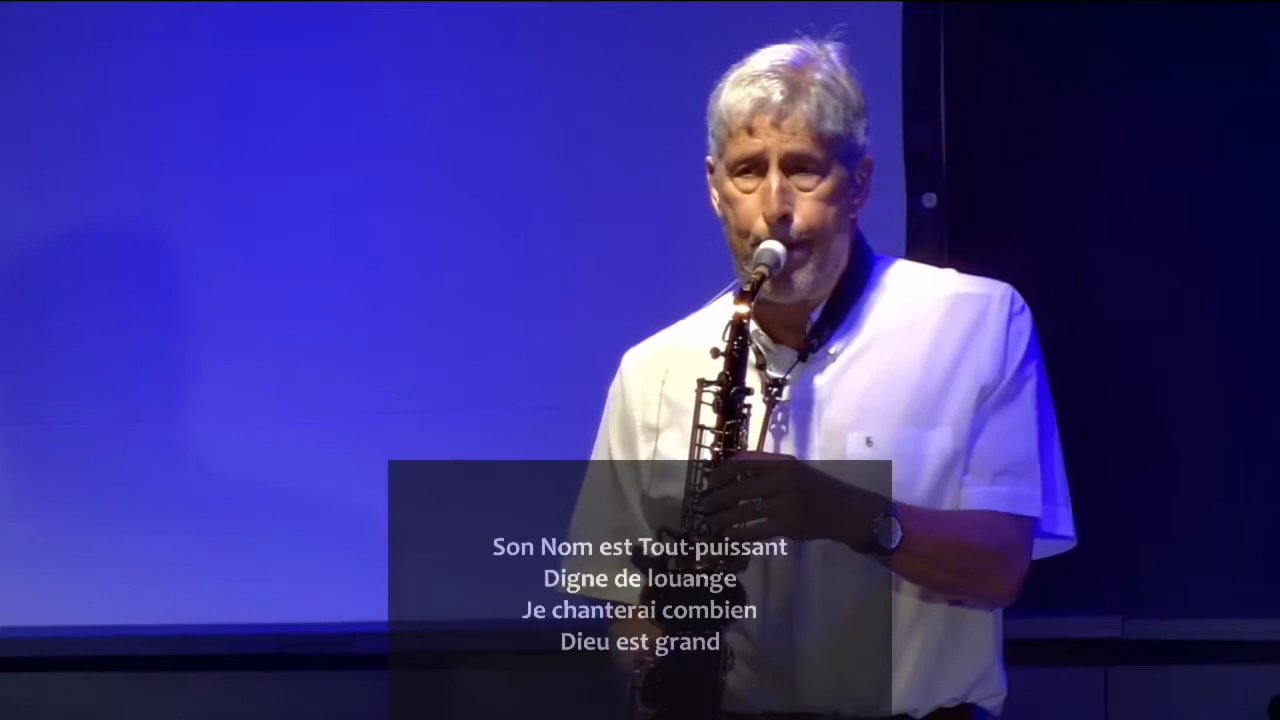 Son Nom est Tout-puissant
Digne de louange
Je chanterai combien
Dieu est grand